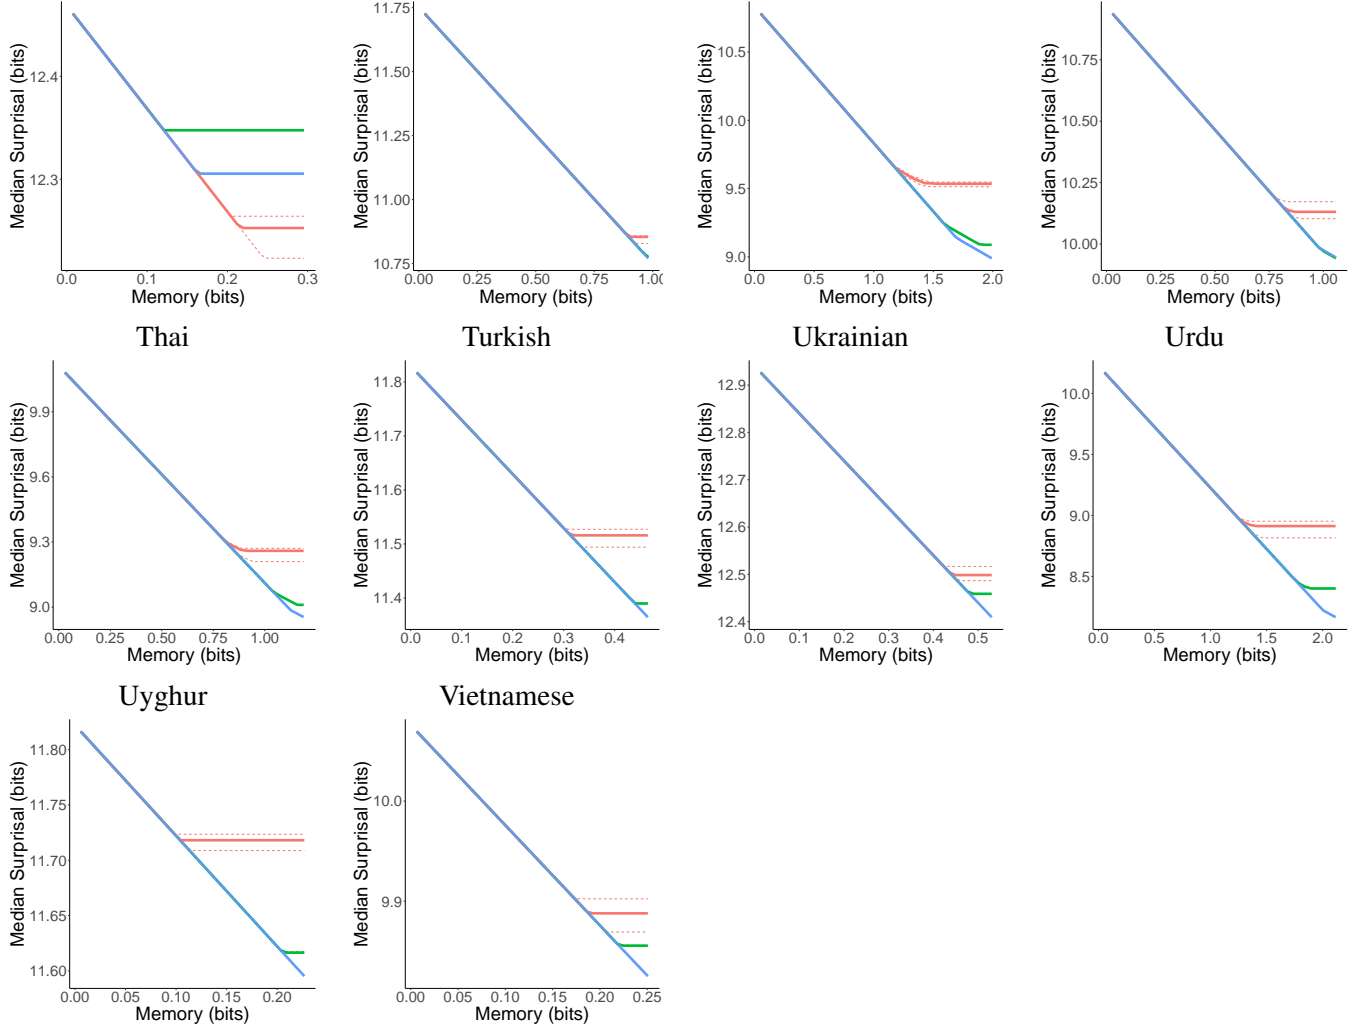 11.75
12.4
12.3
Median Surprisal (bits)
0.0 0.1 0.2 0.3
Memory (bits)
11.50
11.25
11.00
10.75
Median Surprisal (bits)
0.00 0.25 0.50 0.75 1.00
Memory (bits)
10.5
10.0
9.5
9.0
Median Surprisal (bits)
0.0 0.5 1.0 1.5 2.0
Memory (bits)
10.75
10.50
10.25
10.00
Median Surprisal (bits)
0.00 0.25 0.50 0.75 1.00
Memory (bits)
Thai Turkish Ukrainian Urdu
9.9
9.6
9.3
9.0
Median Surprisal (bits)
0.00 0.25 0.50 0.75 1.00
Memory (bits)
11.8
11.7
11.6
11.5
11.4
Median Surprisal (bits)
0.0 0.1 0.2 0.3 0.4
Memory (bits)
12.9
12.8
12.7
12.6
12.5
12.4
Median Surprisal (bits)
0.0 0.1 0.2 0.3 0.4 0.5
Memory (bits)
10.0
9.5
9.0
8.5
Median Surprisal (bits)
0.0 0.5 1.0 1.5 2.0
Memory (bits)
Uyghur Vietnamese
11.80
11.75
11.70
11.65
11.60
Median Surprisal (bits)
0.00 0.05 0.10 0.15 0.20
Memory (bits)
10.0
9.9
Median Surprisal (bits)
0.00 0.05 0.10 0.15 0.20 0.25
Memory (bits)